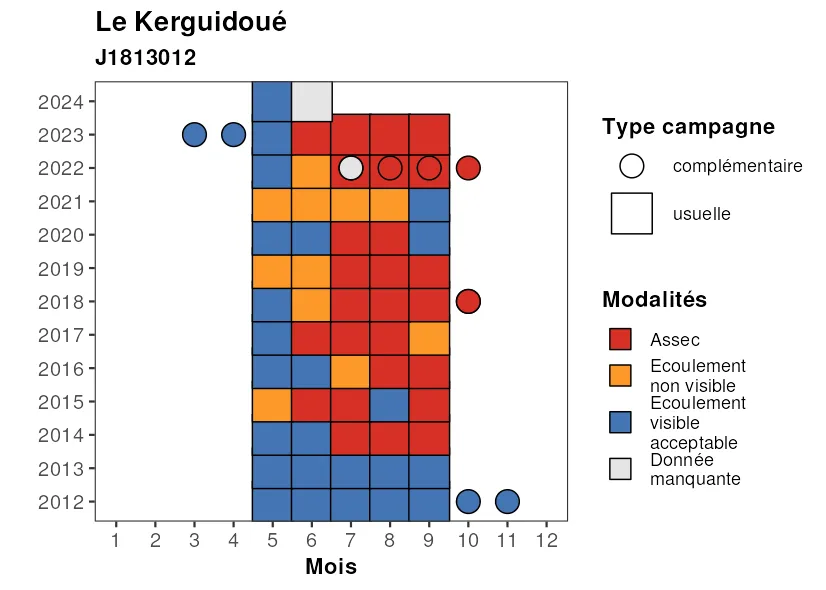 Le Kerguidoué
J1813012
2024
2023
2022
2021
2020
2019
2018
2017
2016
2015
2014
2013
2012
1 2 3 4 5 6 7 8 9 10 11 12
Mois
Type campagne
complémentaire
usuelle
Modalités
Assec
Ecoulement
non visible
Ecoulement
visible
acceptable
Donnée
manquante